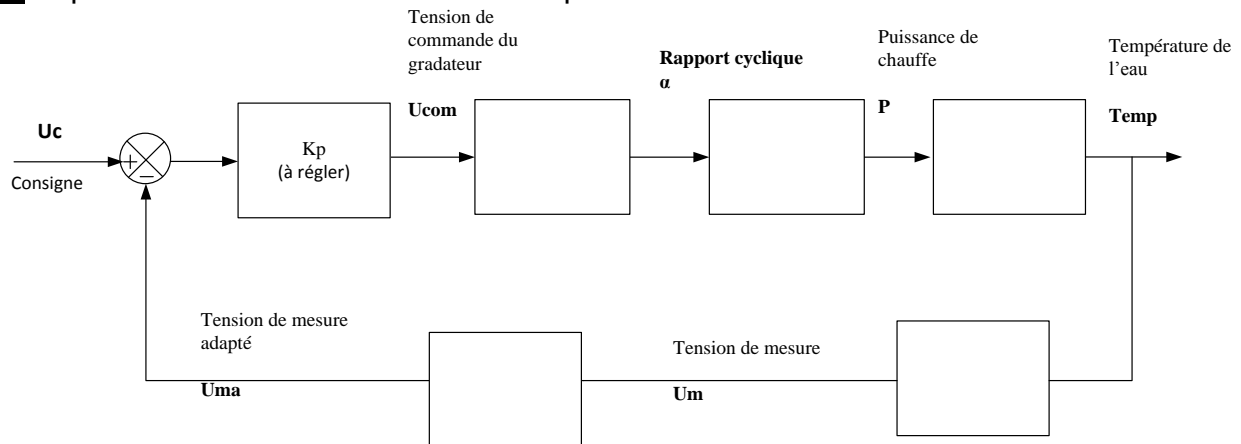 Tension de
commande du
gradateur
Ucom
Rapport cyclique
α
Puissance de
chauffe
P
Température de
l'eau
Temp
Uc
Consigne
+
−
Kp
(à régler)
Tension de mesure
adapté
Uma
Tension de mesure
Um